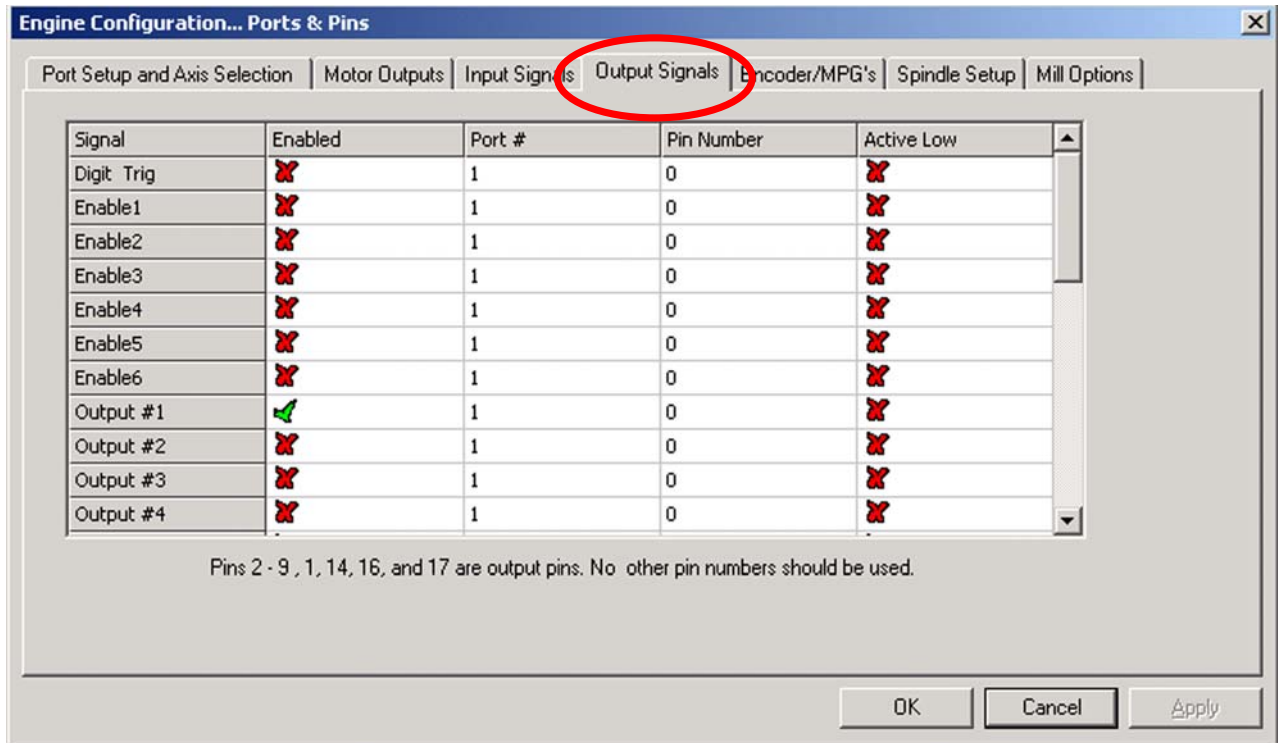 Engine Configuration... Ports & Pins
Port Setup and Axis Selection Motor Outputs Input Signals Output Signals Encoder/MPG's Spindle Setup Mill Options
Signal Enabled Port # Pin Number Active Low
Digit Trig 1 0
Enable1 1 0
Enable2 1 0
Enable3 1 0
Enable4 1 0
Enable5 1 0
Enable6 1 0
Output #1 1 0
Output #2 1 0
Output #3 1 0
Output #4 1 0
Pins 2 - 9 , 1, 14, 16, and 17 are output pins. No other pin numbers should be used.
OK Cancel Apply